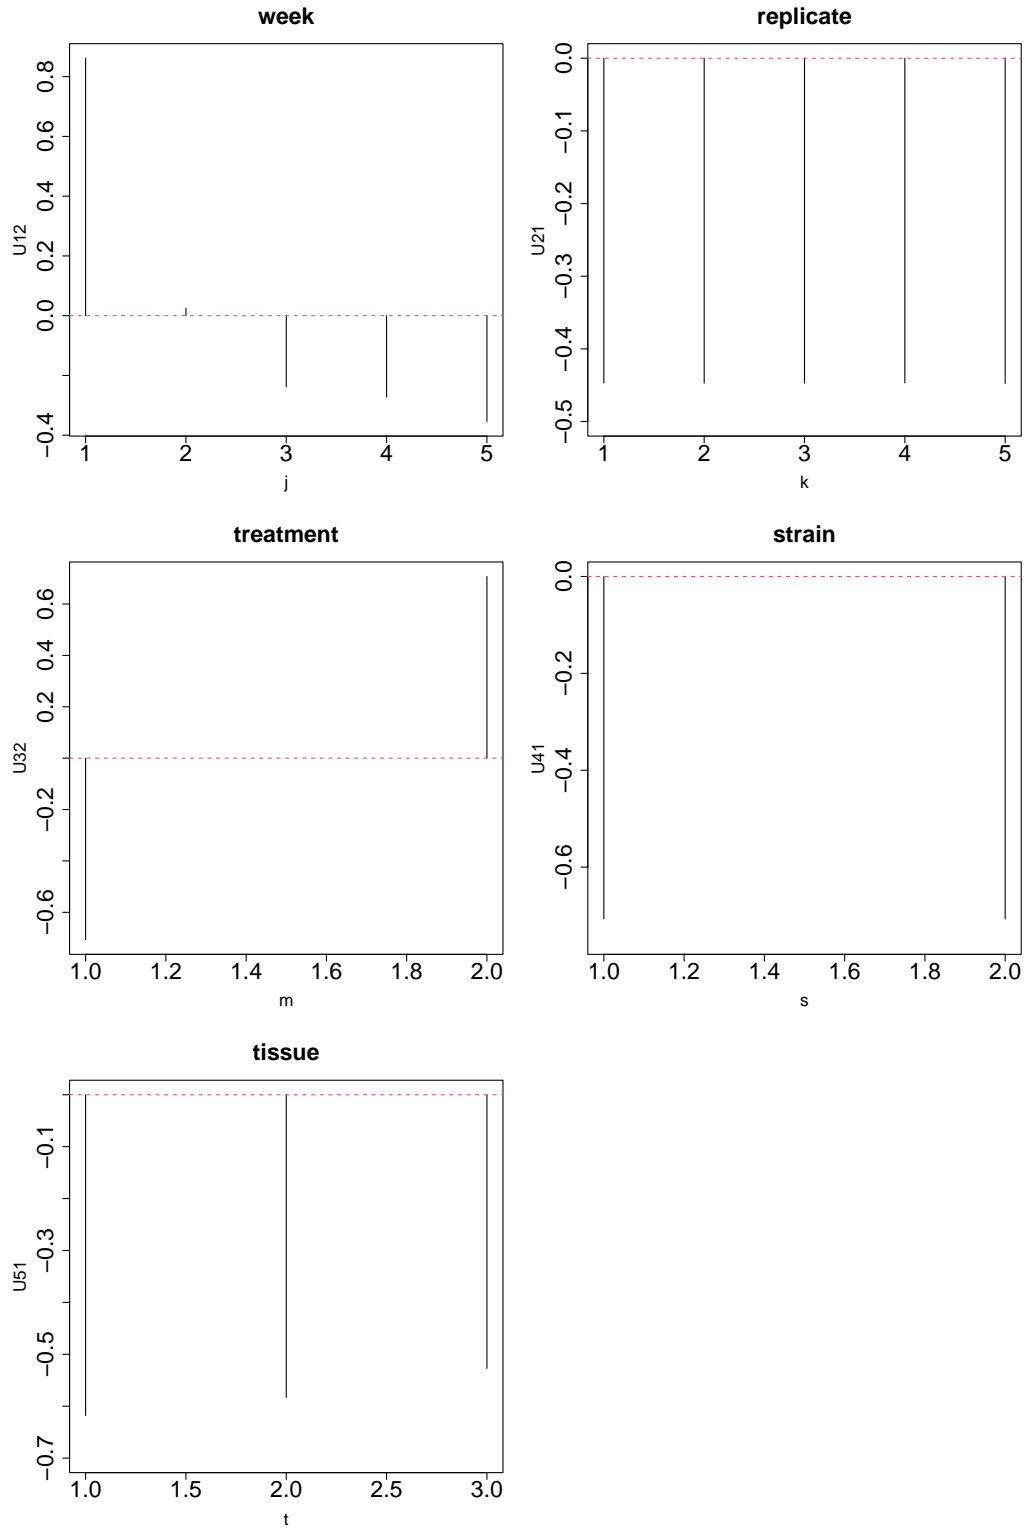 week
U12
0.8
0.6
0.4
0.2
0.0
−0.4
1 2 3 4 5
j
replicate
U21
0.0
−0.1
−0.2
−0.3
−0.4
−0.5
1 2 3 4 5
k
treatment
U32
0.6
0.4
0.2
−0.2
−0.6
1.0 1.2 1.4 1.6 1.8 2.0
m
strain
U41
0.0
−0.2
−0.4
−0.6
1.0 1.2 1.4 1.6 1.8 2.0
s
tissue
U51
−0.1
−0.3
−0.5
−0.7
1.0 1.5 2.0 2.5 3.0
t